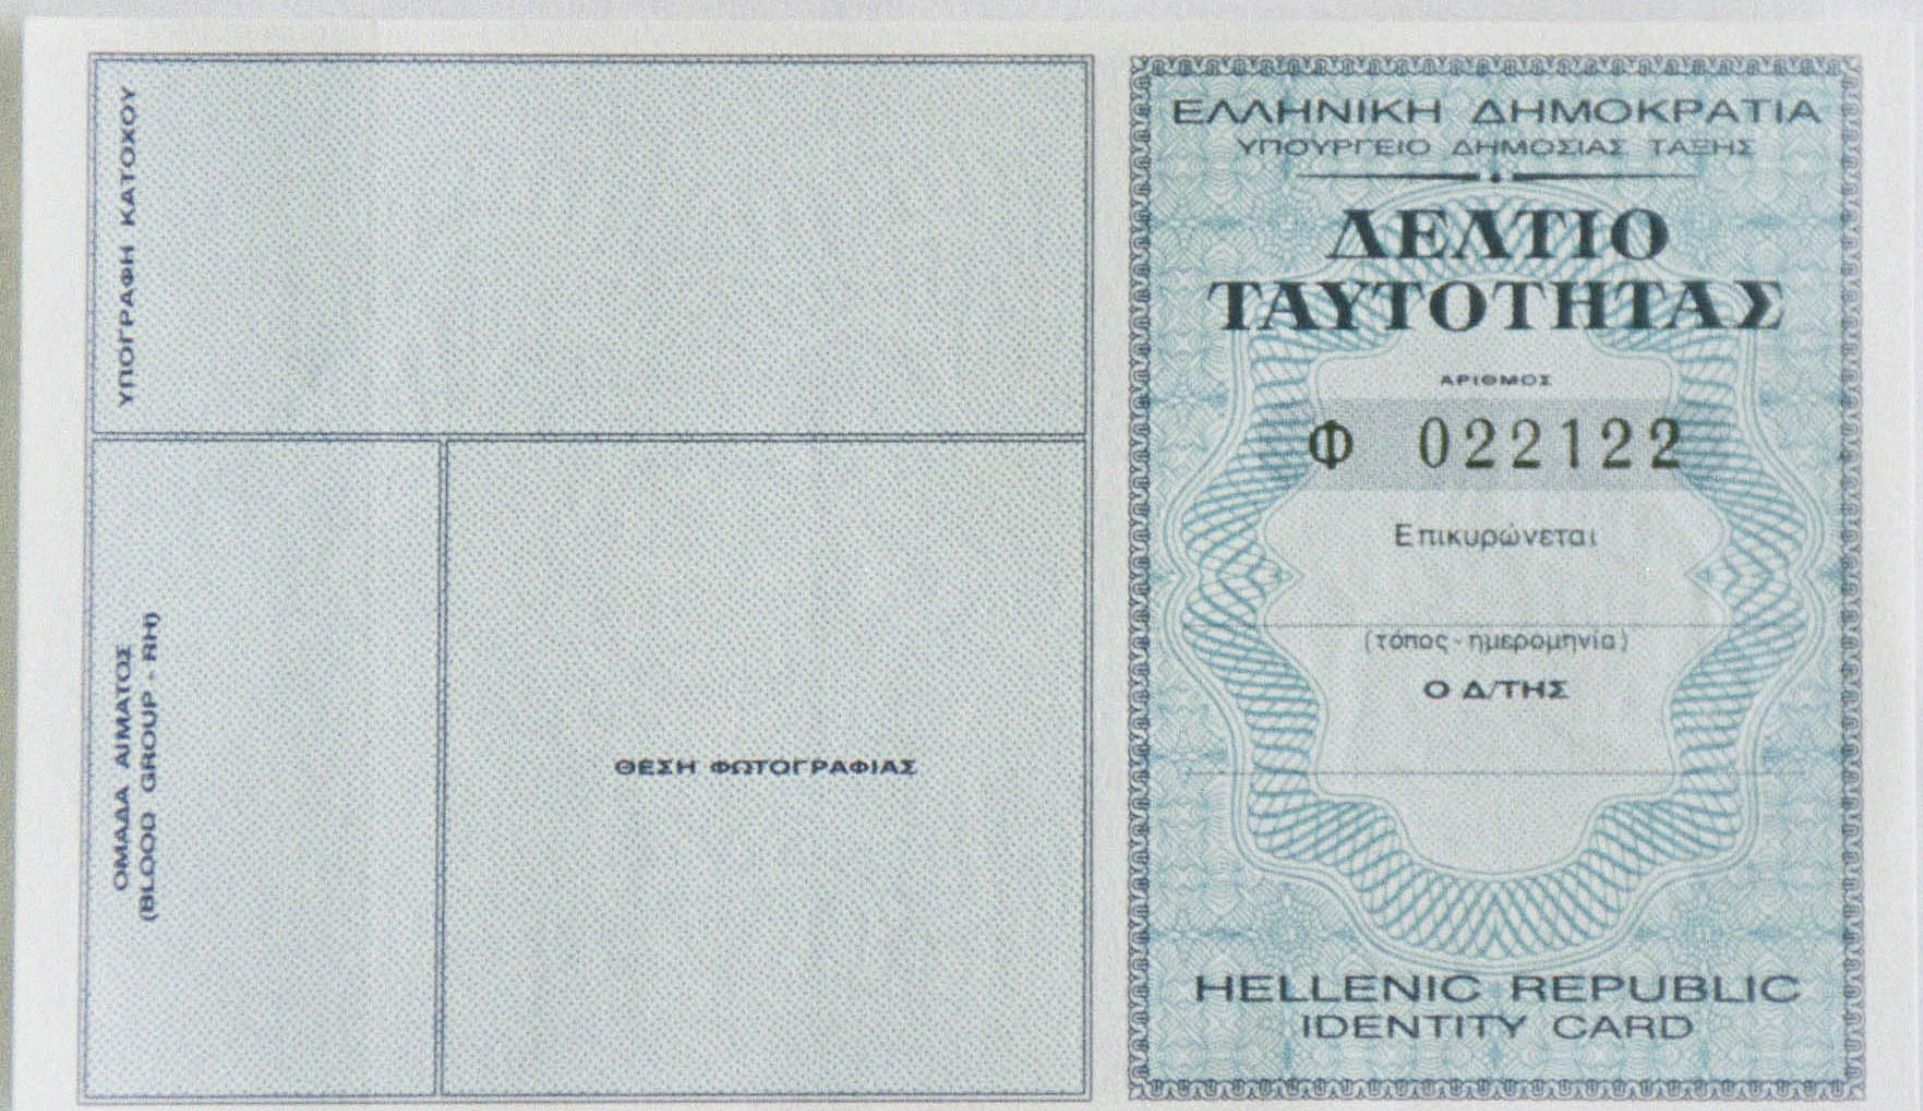 ΥΠΟΓΡΑΦΗ ΚΑΤΟΧΟΥ
ΟΜΑΔΑ ΑΙΜΑΤΟΣ
(BLOOD GROUP - RH)
ΘΕΣΗ ΦΩΤΟΓΡΑΦΙΑΣ
ΕΛΛΗΝΙΚΗ ΔΗΜΟΚΡΑΤΙΑ
ΥΠΟΥΡΓΕΙΟ ΔΗΜΟΣΙΑΣ ΤΑΞΗΣ
ΔΕΛΤΙΟ
ΤΑΥΤΟΤΗΤΑΣ
ΑΡΙΘΜΟΣ
Φ 022122
Επικυρώνεται
(τόπος - ημερομηνία)
Ο Δ/ΤΗΣ
HELLENIC REPUBLIC
IDENTITY CARD